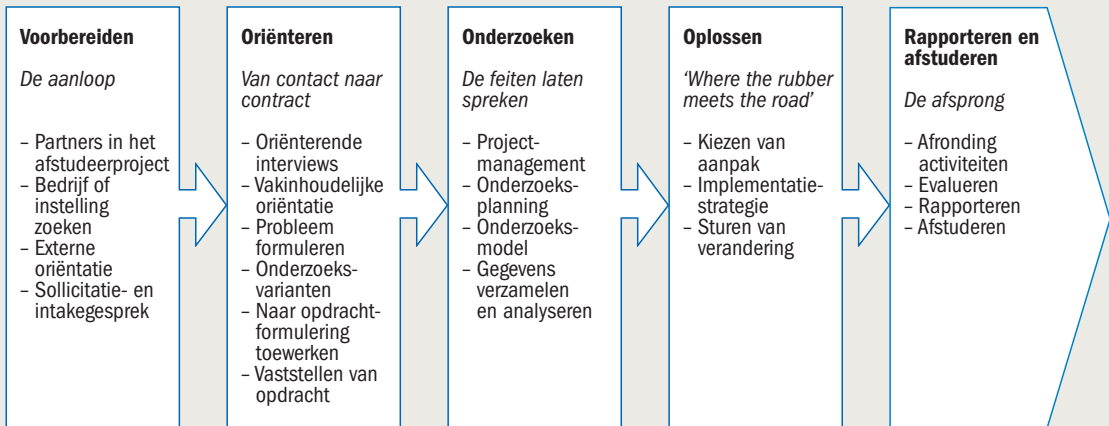 Voorbereiden
De aanloop
– Partners in het
afstudeerproject
– Bedrijf of
instelling
zoeken
– Externe
oriëntatie
– Sollicitatie- en
intakegesprek
Oriënteren
Van contact naar
contract
– Oriënterende
interviews
– Vakinhoudelijke
oriëntatie
– Probleem
formuleren
– Onderzoeks-
varianten
– Naar opdracht-
formulering
toewerken
– Vaststellen van
opdracht
Onderzoeken
De feiten laten
spreken
– Project-
management
– Onderzoeks-
planning
– Onderzoeks-
model
– Gegevens
verzamelen
en analyseren
Oplossen
‘Where the rubber
meets the road’
– Kiezen van
aanpak
– Implementatie-
strategie
– Sturen van
verandering
Rapporteren en
afstuderen
De afsprong
– Afronding
activiteiten
– Evalueren
– Rapporteren
– Afstuderen